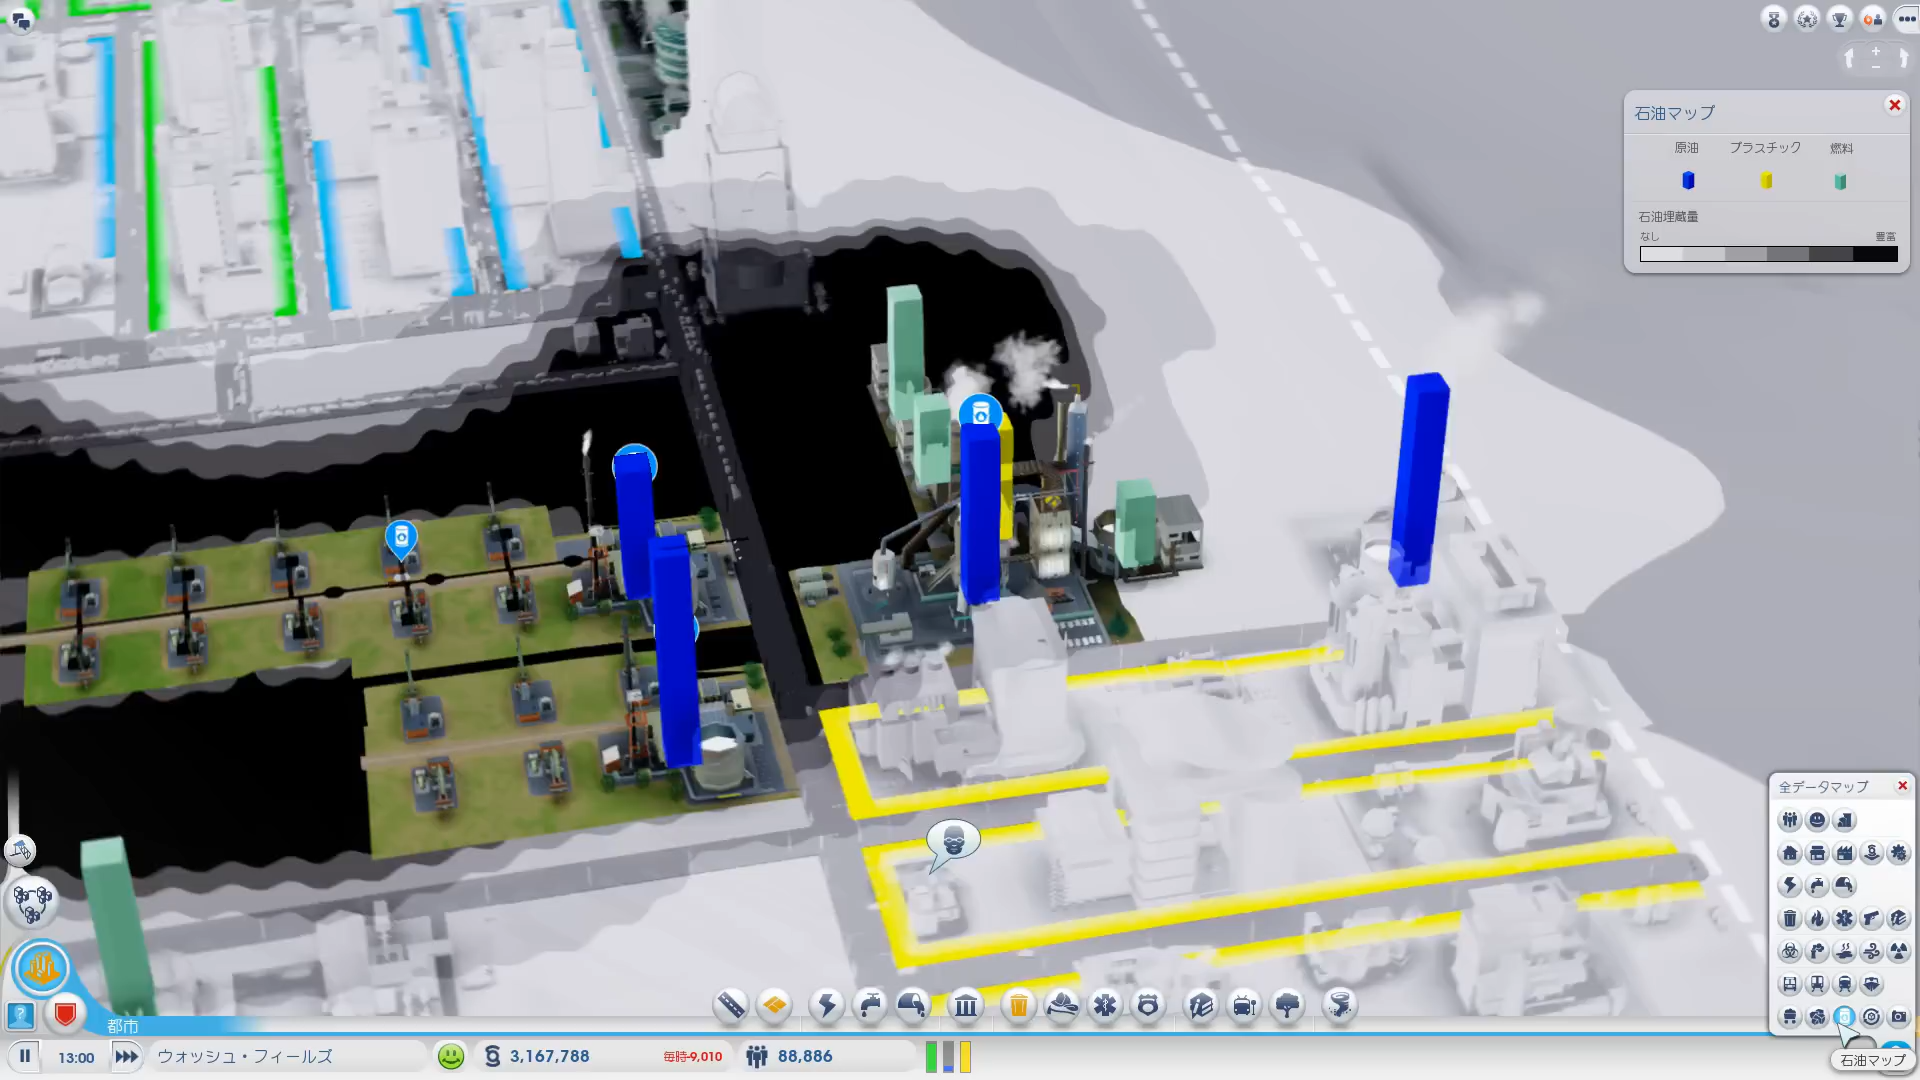 石油マップ
原油 プラスチック 燃料
石油埋蔵量
なし 豊富
全データマップ
都市
13:00 ウォッシュ・フィールズ 3,167,788 毎時-9,010 88,886
石油マップ